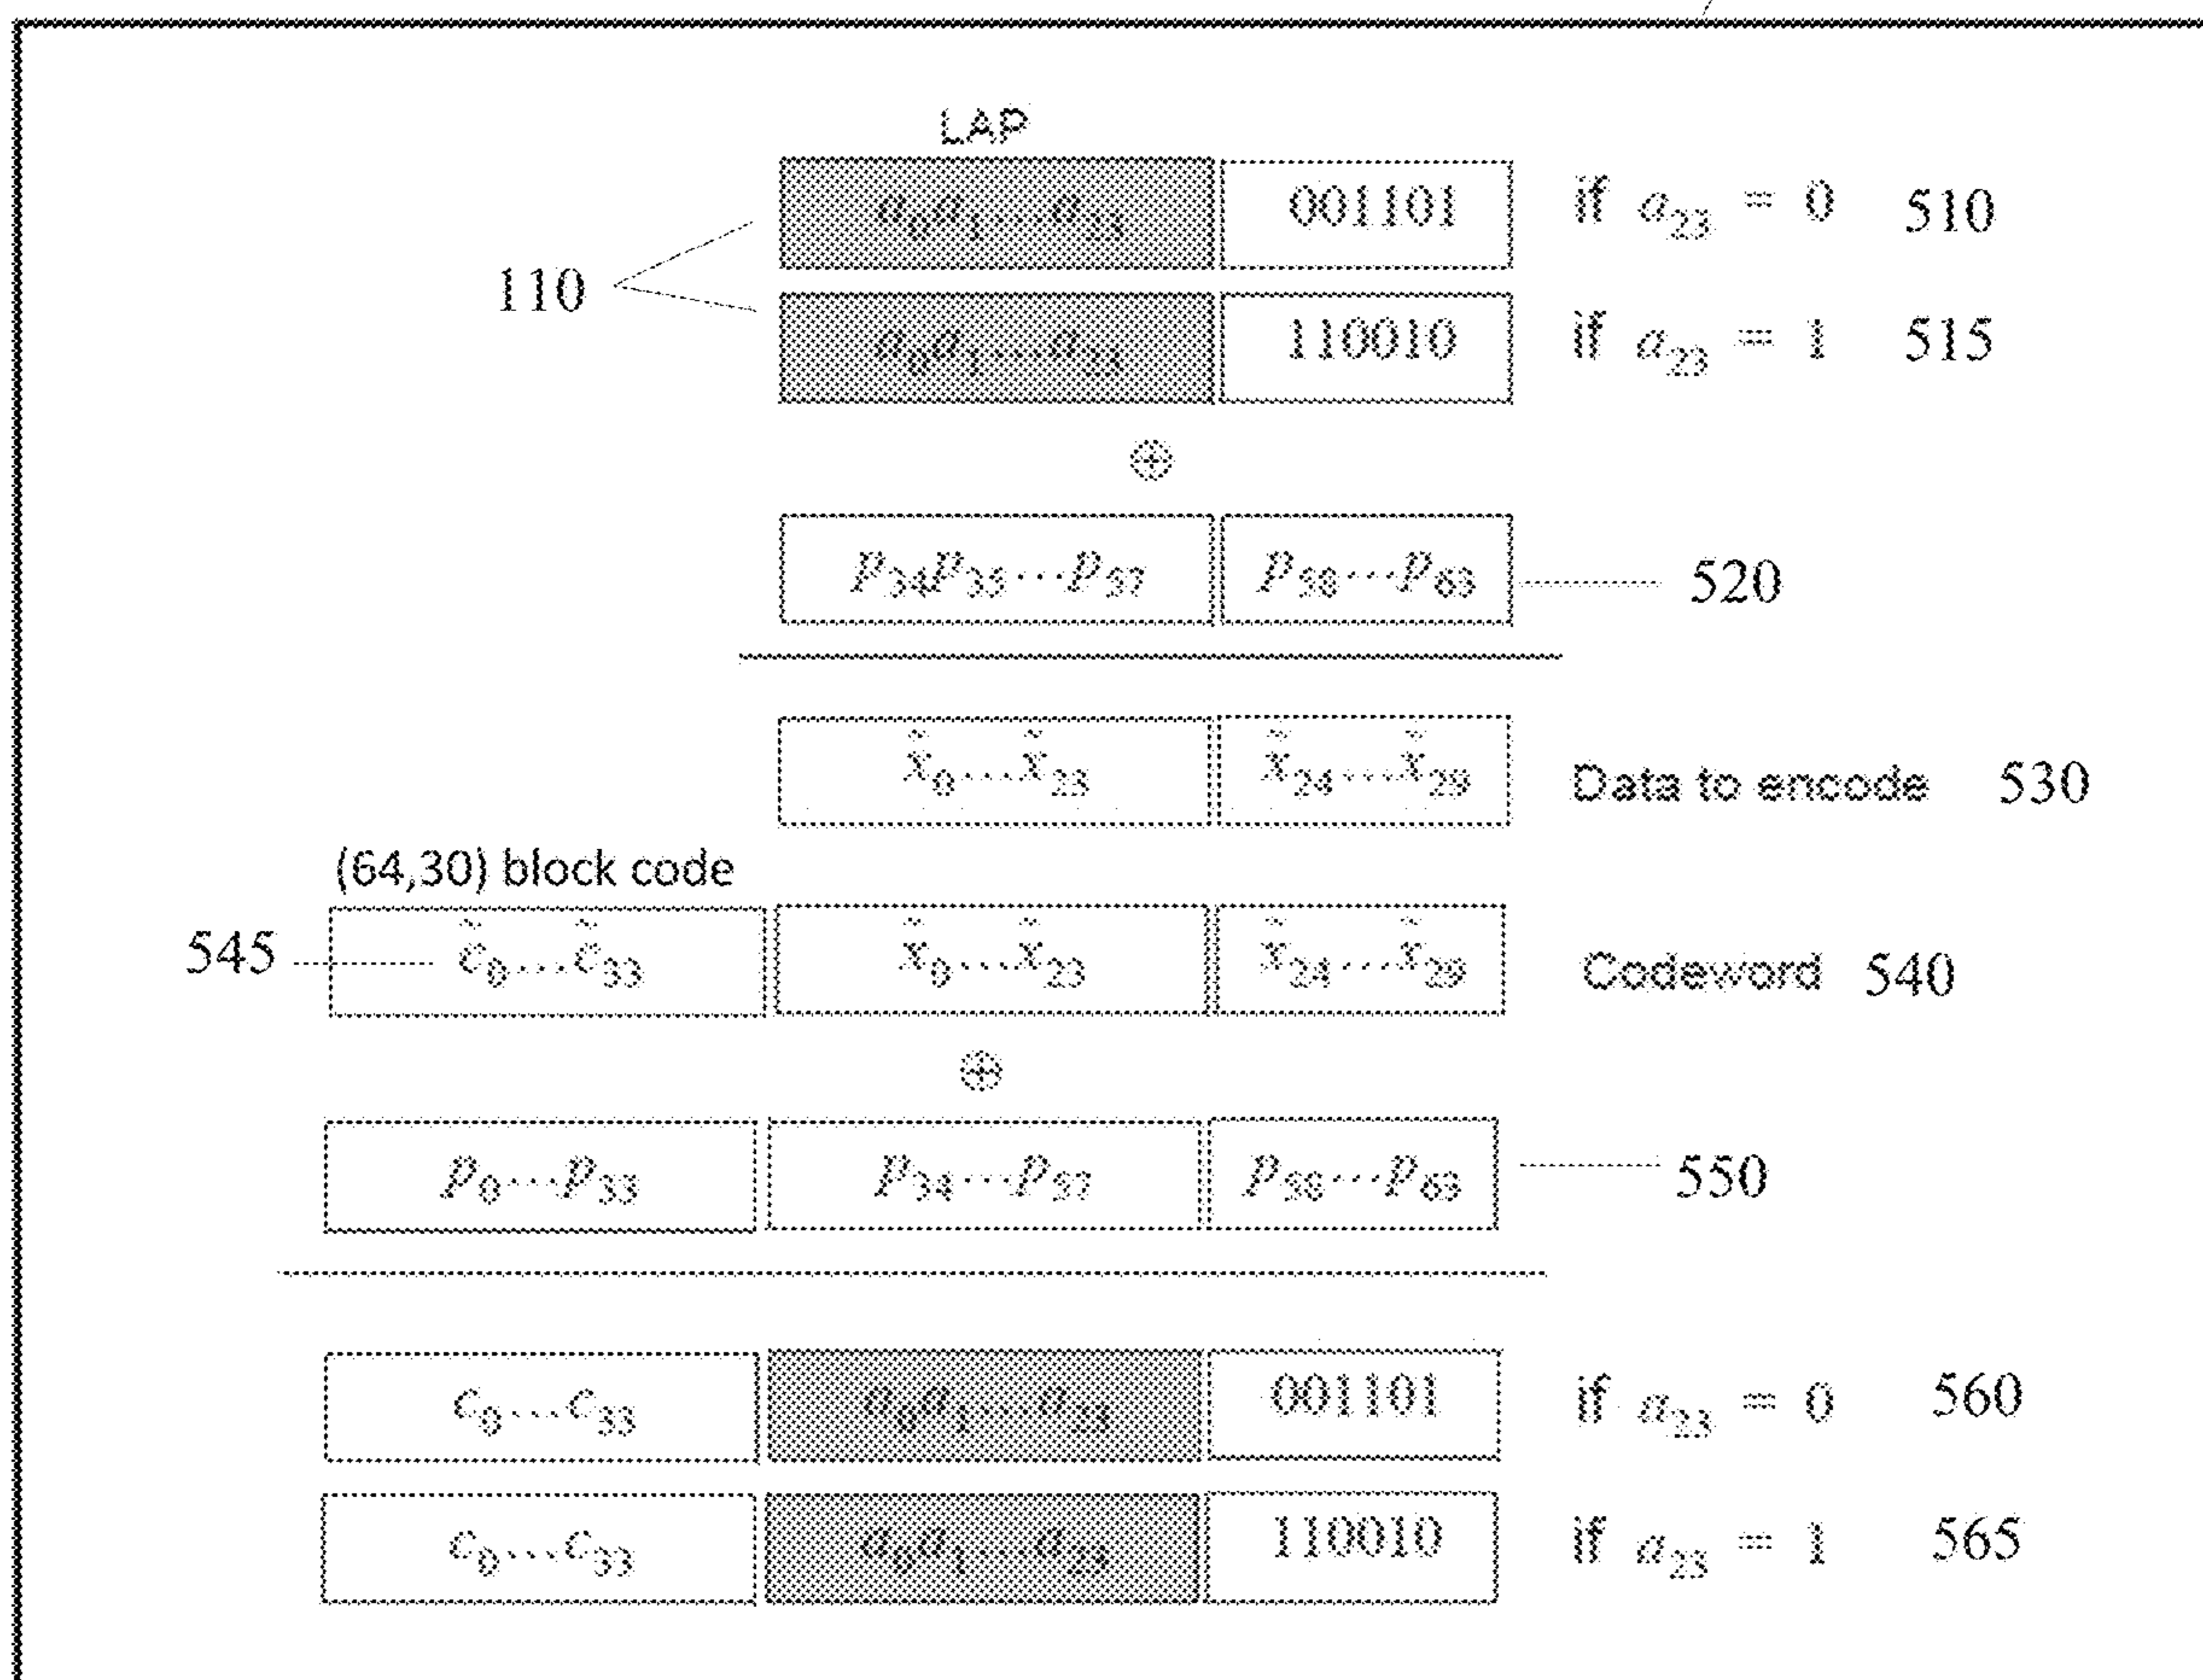 LAP
a₀a₁...a₂₃ 001101 if a₂₃ = 0 510
110
a₀a₁...a₂₃ 110010 if a₂₃ = 1 515
⊕
p₃₄p₃₅...p₅₇ p₅₈...p₆₃ 520
x̃₀...x̃₂₃ x̃₂₄...x̃₂₉ Data to encode 530
(64,30) block code
545 c̃₀...c̃₃₃ x̃₀...x̃₂₃ x̃₂₄...x̃₂₉ Codeword 540
⊕
p₀...p₃₃ p₃₄...p₅₇ p₅₈...p₆₃ 550
c₀...c₃₃ a₀a₁...a₂₃ 001101 if a₂₃ = 0 560
c₀...c₃₃ a₀a₁...a₂₃ 110010 if a₂₃ = 1 565